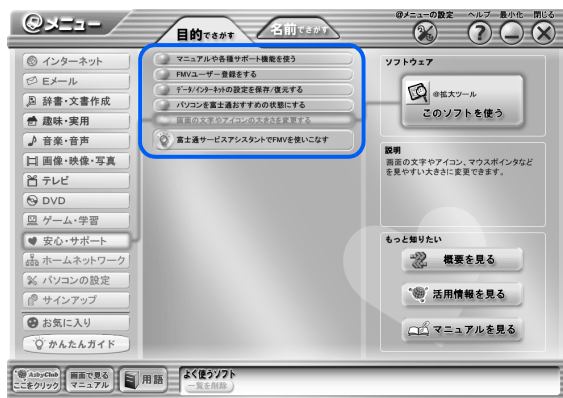 @メニュー
目的でさがす
名前でさがす
@メニューの設定
ヘルプ
最小化
閉じる
インターネット
Eメール
辞書・文書作成
趣味・実用
音楽・音声
画像・映像・写真
テレビ
DVD
ゲーム・学習
安心・サポート
ホームネットワーク
パソコンの設定
サインアップ
お気に入り
かんたんガイド
マニュアルや各種サポート機能を使う
FMVユーザー登録をする
データ/インターネットの設定を保存/復元する
パソコンを富士通おすすめの状態にする
画面の文字やアイコンの大きさを変更する
富士通サービスアシスタントでFMVを使いこなす
ソフトウェア
@拡大ツール
このソフトを使う
説明
画面の文字やアイコン、マウスポインタなど
を見やすい大きさに変更できます。
もっと知りたい
概要を見る
活用情報を見る
マニュアルを見る
AzbyClub
ここをクリック
画面で見る
マニュアル
用語
よく使うソフト
一覧を削除